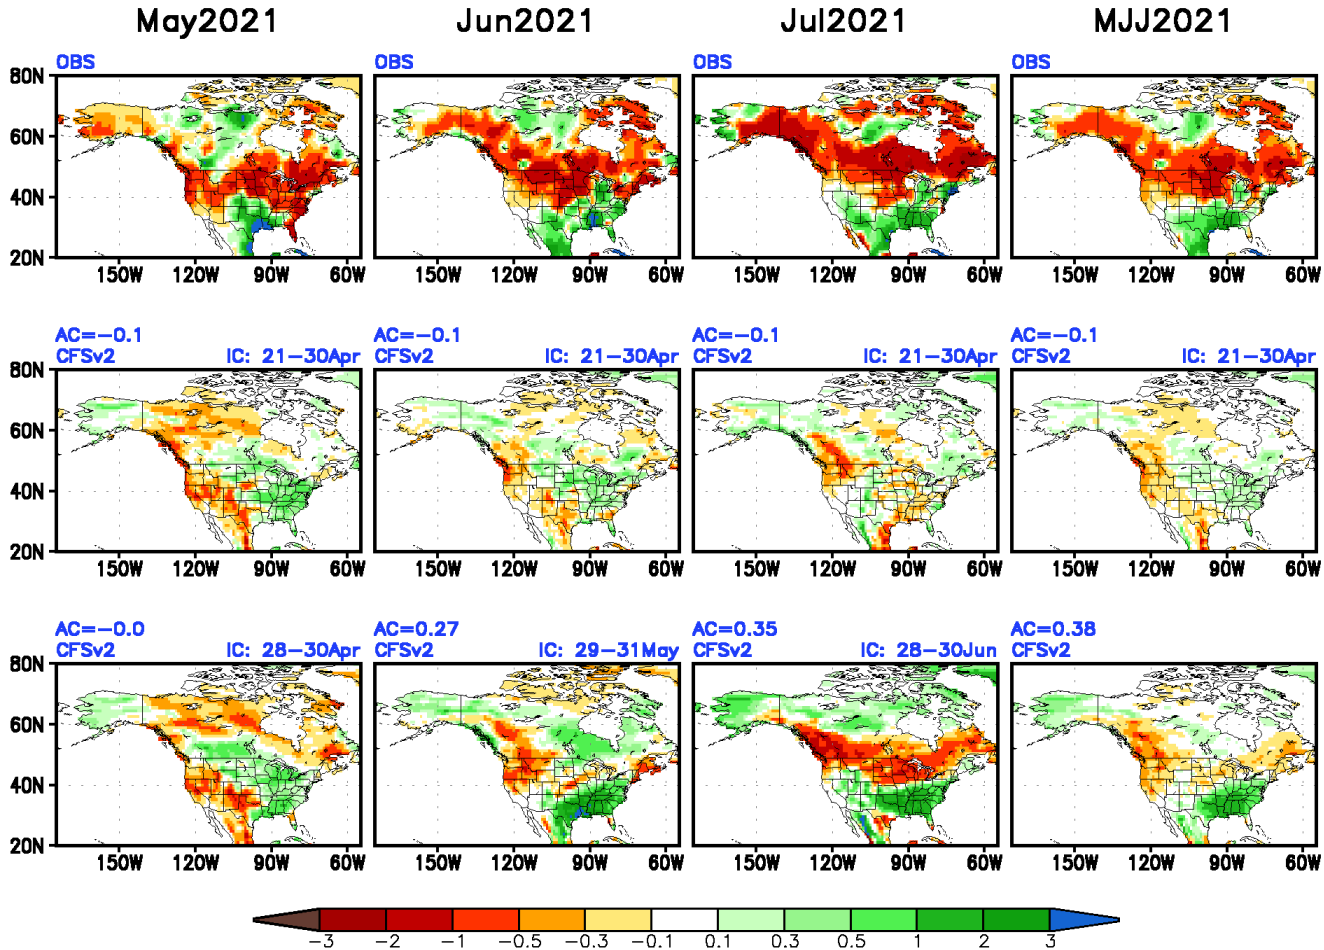 May2021 Jun2021 Jul2021 MJJ2021
OBS OBS OBS OBS
80N
60N
40N
20N
150W 120W 90W 60W 150W 120W 90W 60W 150W 120W 90W 60W 150W 120W 90W 60W
AC=−0.1 AC=−0.1 AC=−0.1 AC=−0.1
CFSv2 IC: 21−30Apr CFSv2 IC: 21−30Apr CFSv2 IC: 21−30Apr CFSv2 IC: 21−30Apr
80N
60N
40N
20N
150W 120W 90W 60W 150W 120W 90W 60W 150W 120W 90W 60W 150W 120W 90W 60W
AC=−0.0 AC=0.27 AC=0.35 AC=0.38
CFSv2 IC: 28−30Apr CFSv2 IC: 29−31May CFSv2 IC: 28−30Jun CFSv2
80N
60N
40N
20N
150W 120W 90W 60W 150W 120W 90W 60W 150W 120W 90W 60W 150W 120W 90W 60W
−3 −2 −1 −0.5 −0.3 −0.1 0.1 0.3 0.5 1 2 3